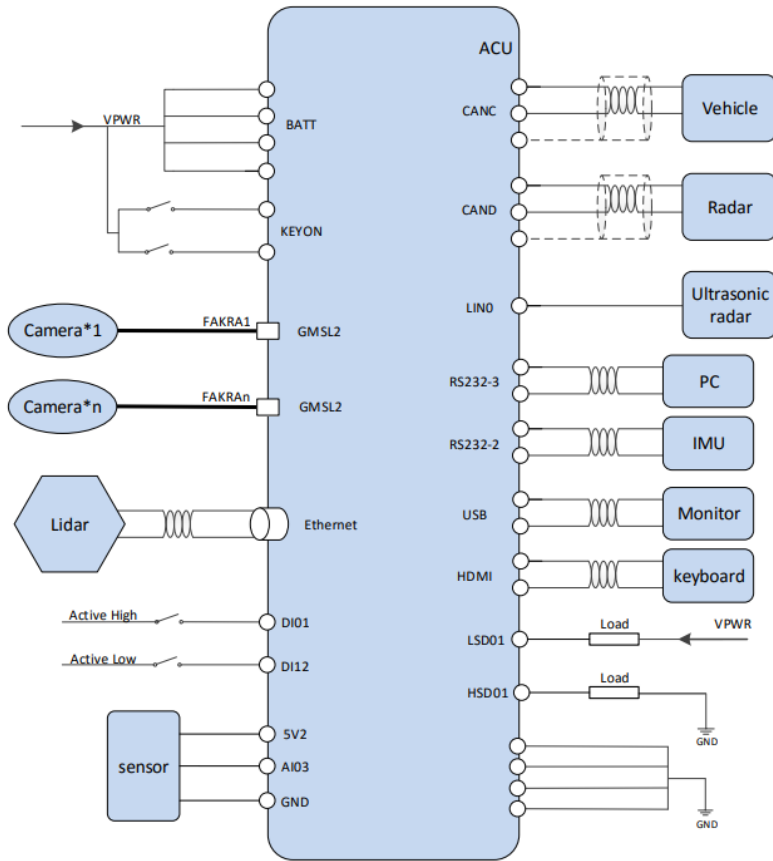 ACU
VPWR
BATT
KEYON
Camera*1
FAKRA1
GMSL2
Camera*n
FAKRAn
GMSL2
Lidar
Ethernet
Active High
DI01
Active Low
DI12
sensor
5V2
AI03
GND
CANC
Vehicle
CAND
Radar
LIN0
Ultrasonic
radar
RS232-3
PC
RS232-2
IMU
USB
Monitor
HDMI
keyboard
LSD01
Load
VPWR
HSD01
Load
GND
GND